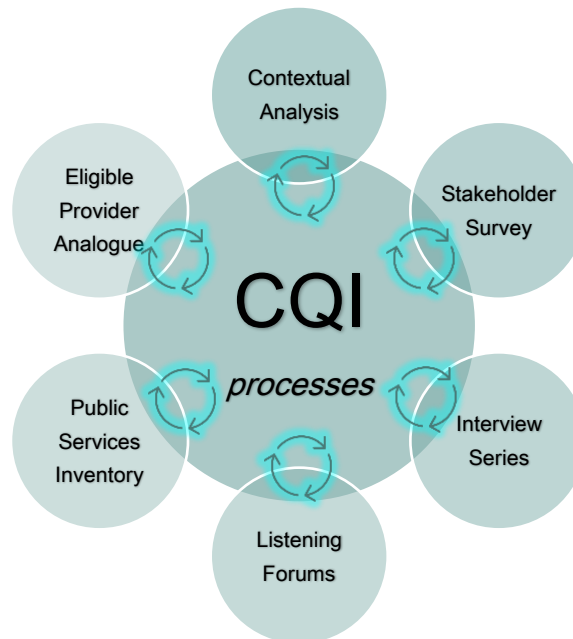 Contextual
Analysis
Stakeholder
Survey
Interview
Series
Listening
Forums
Public
Services
Inventory
Eligible
Provider
Analogue
CQI
processes